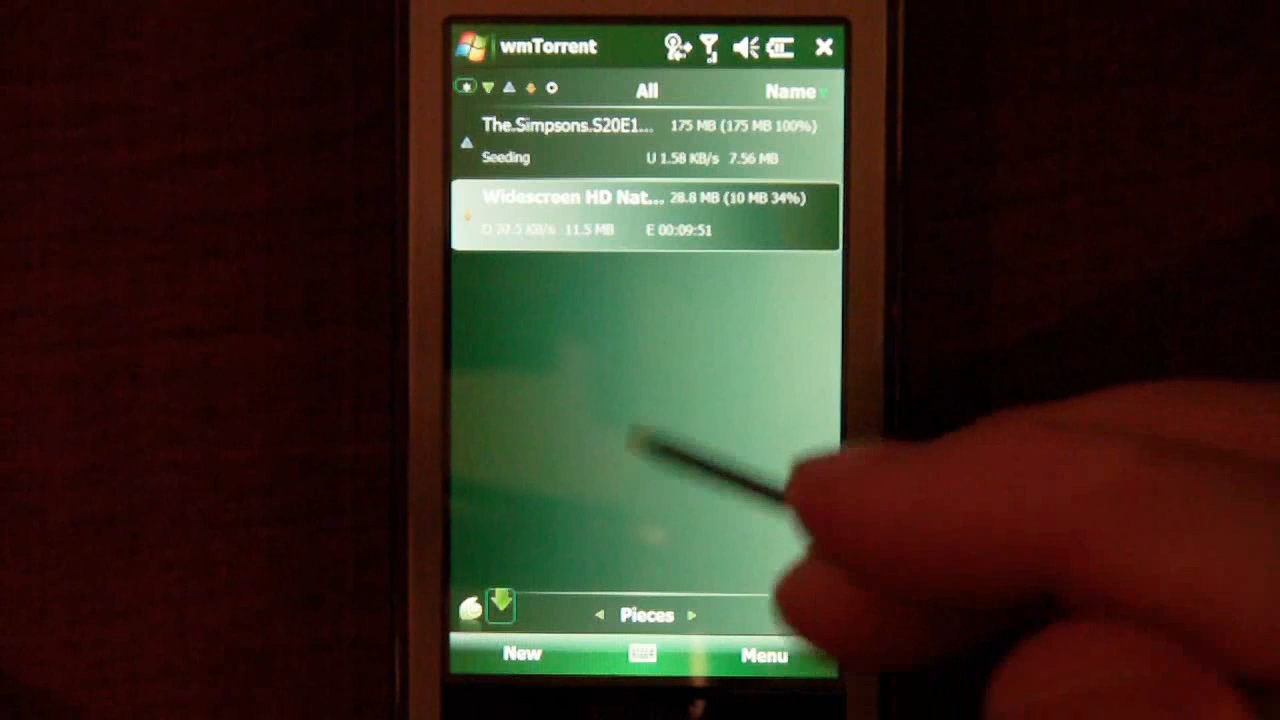 wmTorrent
All Name
The.Simpsons.S20E1... 175 MB (175 MB 100%)
Seeding U 1.58 KB/s 7.56 MB
Widescreen HD Nat... 28.8 MB (10 MB 34%)
D KB/s 11.5 MB E 00:09:51
Pieces
New Menu